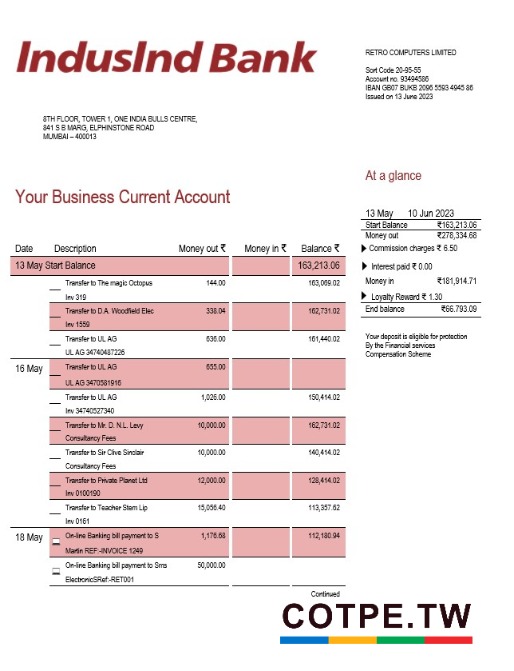 IndusInd Bank
RETRO COMPUTERS LIMITED
Sort Code 20-95-55
Account no. 93494586
IBAN GB07 BUKB 2096 5593 4945 86
Issued on 13 June 2023
8TH FLOOR, TOWER 1, ONE INDIA BULLS CENTRE,
841 S B MARG, ELPHINSTONE ROAD
MUMBAI – 400013
At a glance
Your Business Current Account
13 May 10 Jun 2023
Start Balance ₹163,213.06
Money out ₹278,334.68
Commission charges ₹ 6.50
Interest paid ₹ 0.00
Money in ₹181,914.71
Loyalty Reward ₹ 1.30
End balance ₹66.793.09
Your deposit is eligible for protection
By the Financial services
Compensation Scheme
Date Description Money out ₹ Money in ₹ Balance ₹
13 May Start Balance 163,213.06
Transfer to The magic Octopus 144.00 163,069.02
Inv 319
Transfer to D.A. Woodfield Elec 338.04 162,731.02
Inv 1559
Transfer to UL AG 636.00 161,440.02
UL AG 34740487226
16 May Transfer to UL AG 655.00
UL AG 3470581916
Transfer to UL AG 1,026.00 150,414.02
Inv 34740527340
Transfer to Mr. D. N.L. Levy 10,000.00 162,731.02
Consultancy Fees
Transfer to Sir Clive Sinclair 10,000.00 140,414.02
Consultancy Fees
Transfer to Private Planet Ltd 12,000.00 128,414.02
Inv 0100190
Transfer to Teacher Stem Lip 15,056.40 113,357.62
Inv 0161
18 May On-line Banking bill payment to S 1,176.68 112,180.94
Martin REF:-INVOICE 1249
On-line Banking bill payment to Sms 50,000.00
ElectronicSRef:-RET001
Continued
COTPE.TW